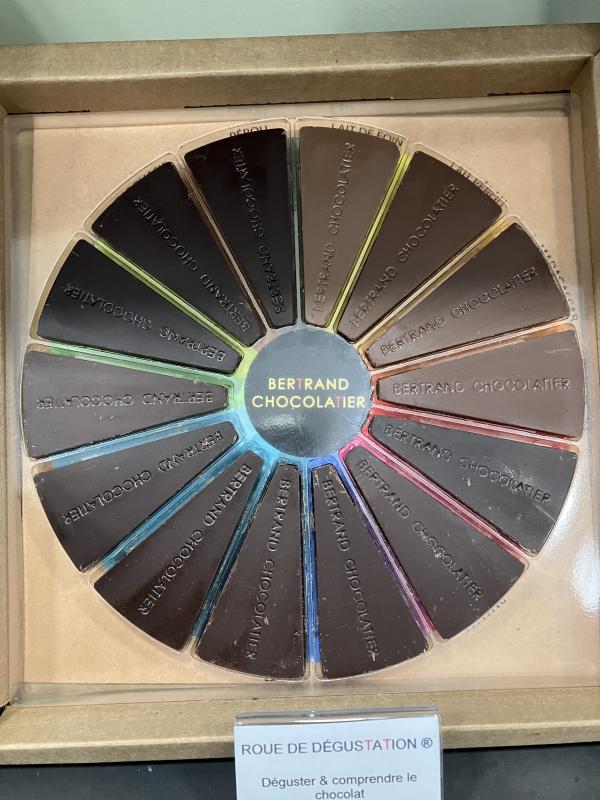 PÉROU
LAIT DE FOIN
BERTRAND CHOCOLATIER
BERTRAND CHOCOLATIER
BERTRAND CHOCOLATIER
BERTRAND CHOCOLATIER
BERTRAND CHOCOLATIER
BERTRAND CHOCOLATIER
BERTRAND CHOCOLATIER
BERTRAND CHOCOLATIER
BERTRAND CHOCOLATIER
BERTRAND CHOCOLATIER
BERTRAND CHOCOLATIER
BERTRAND CHOCOLATIER
BERTRAND CHOCOLATIER
BERTRAND CHOCOLATIER
BERTRAND
CHOCOLATIER
ROUE DE DÉGUSTATION ®
Déguster & comprendre le
chocolat